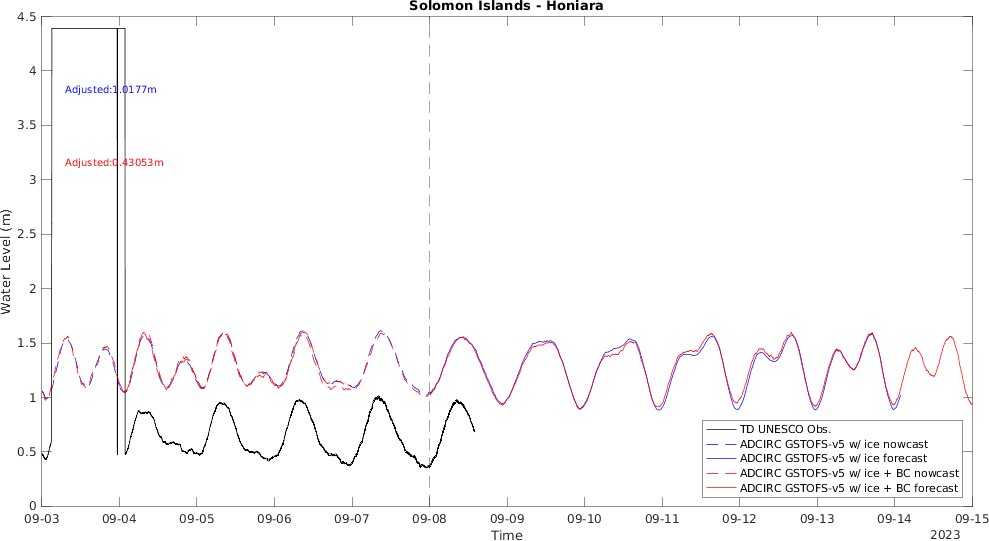 Solomon Islands - Honiara
Water Level (m)
4.5
4
3.5
3
2.5
2
1.5
1
0.5
0
Adjusted:1.0177m
Adjusted:0.43053m
TD UNESCO Obs.
ADCIRC GSTOFS-v5 w/ ice nowcast
ADCIRC GSTOFS-v5 w/ ice forecast
ADCIRC GSTOFS-v5 w/ ice + BC nowcast
ADCIRC GSTOFS-v5 w/ ice + BC forecast
09-03 09-04 09-05 09-06 09-07 09-08 09-09 09-10 09-11 09-12 09-13 09-14 09-15
Time
2023